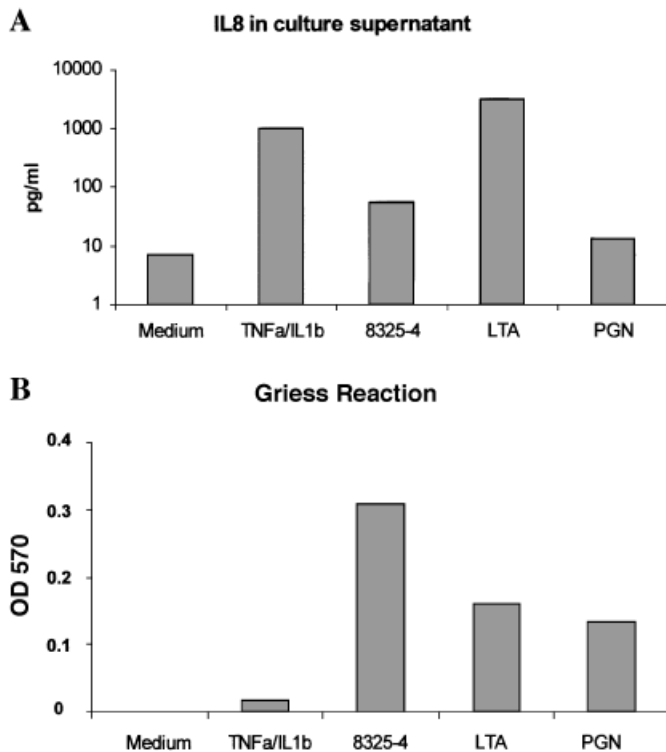 A
IL8 in culture supernatant
10000
1000
100
10
1
pg/ml
Medium TNFa/IL1b 8325-4 LTA PGN
B
Griess Reaction
0.4
0.3
0.2
0.1
0
OD 570
Medium TNFa/IL1b 8325-4 LTA PGN